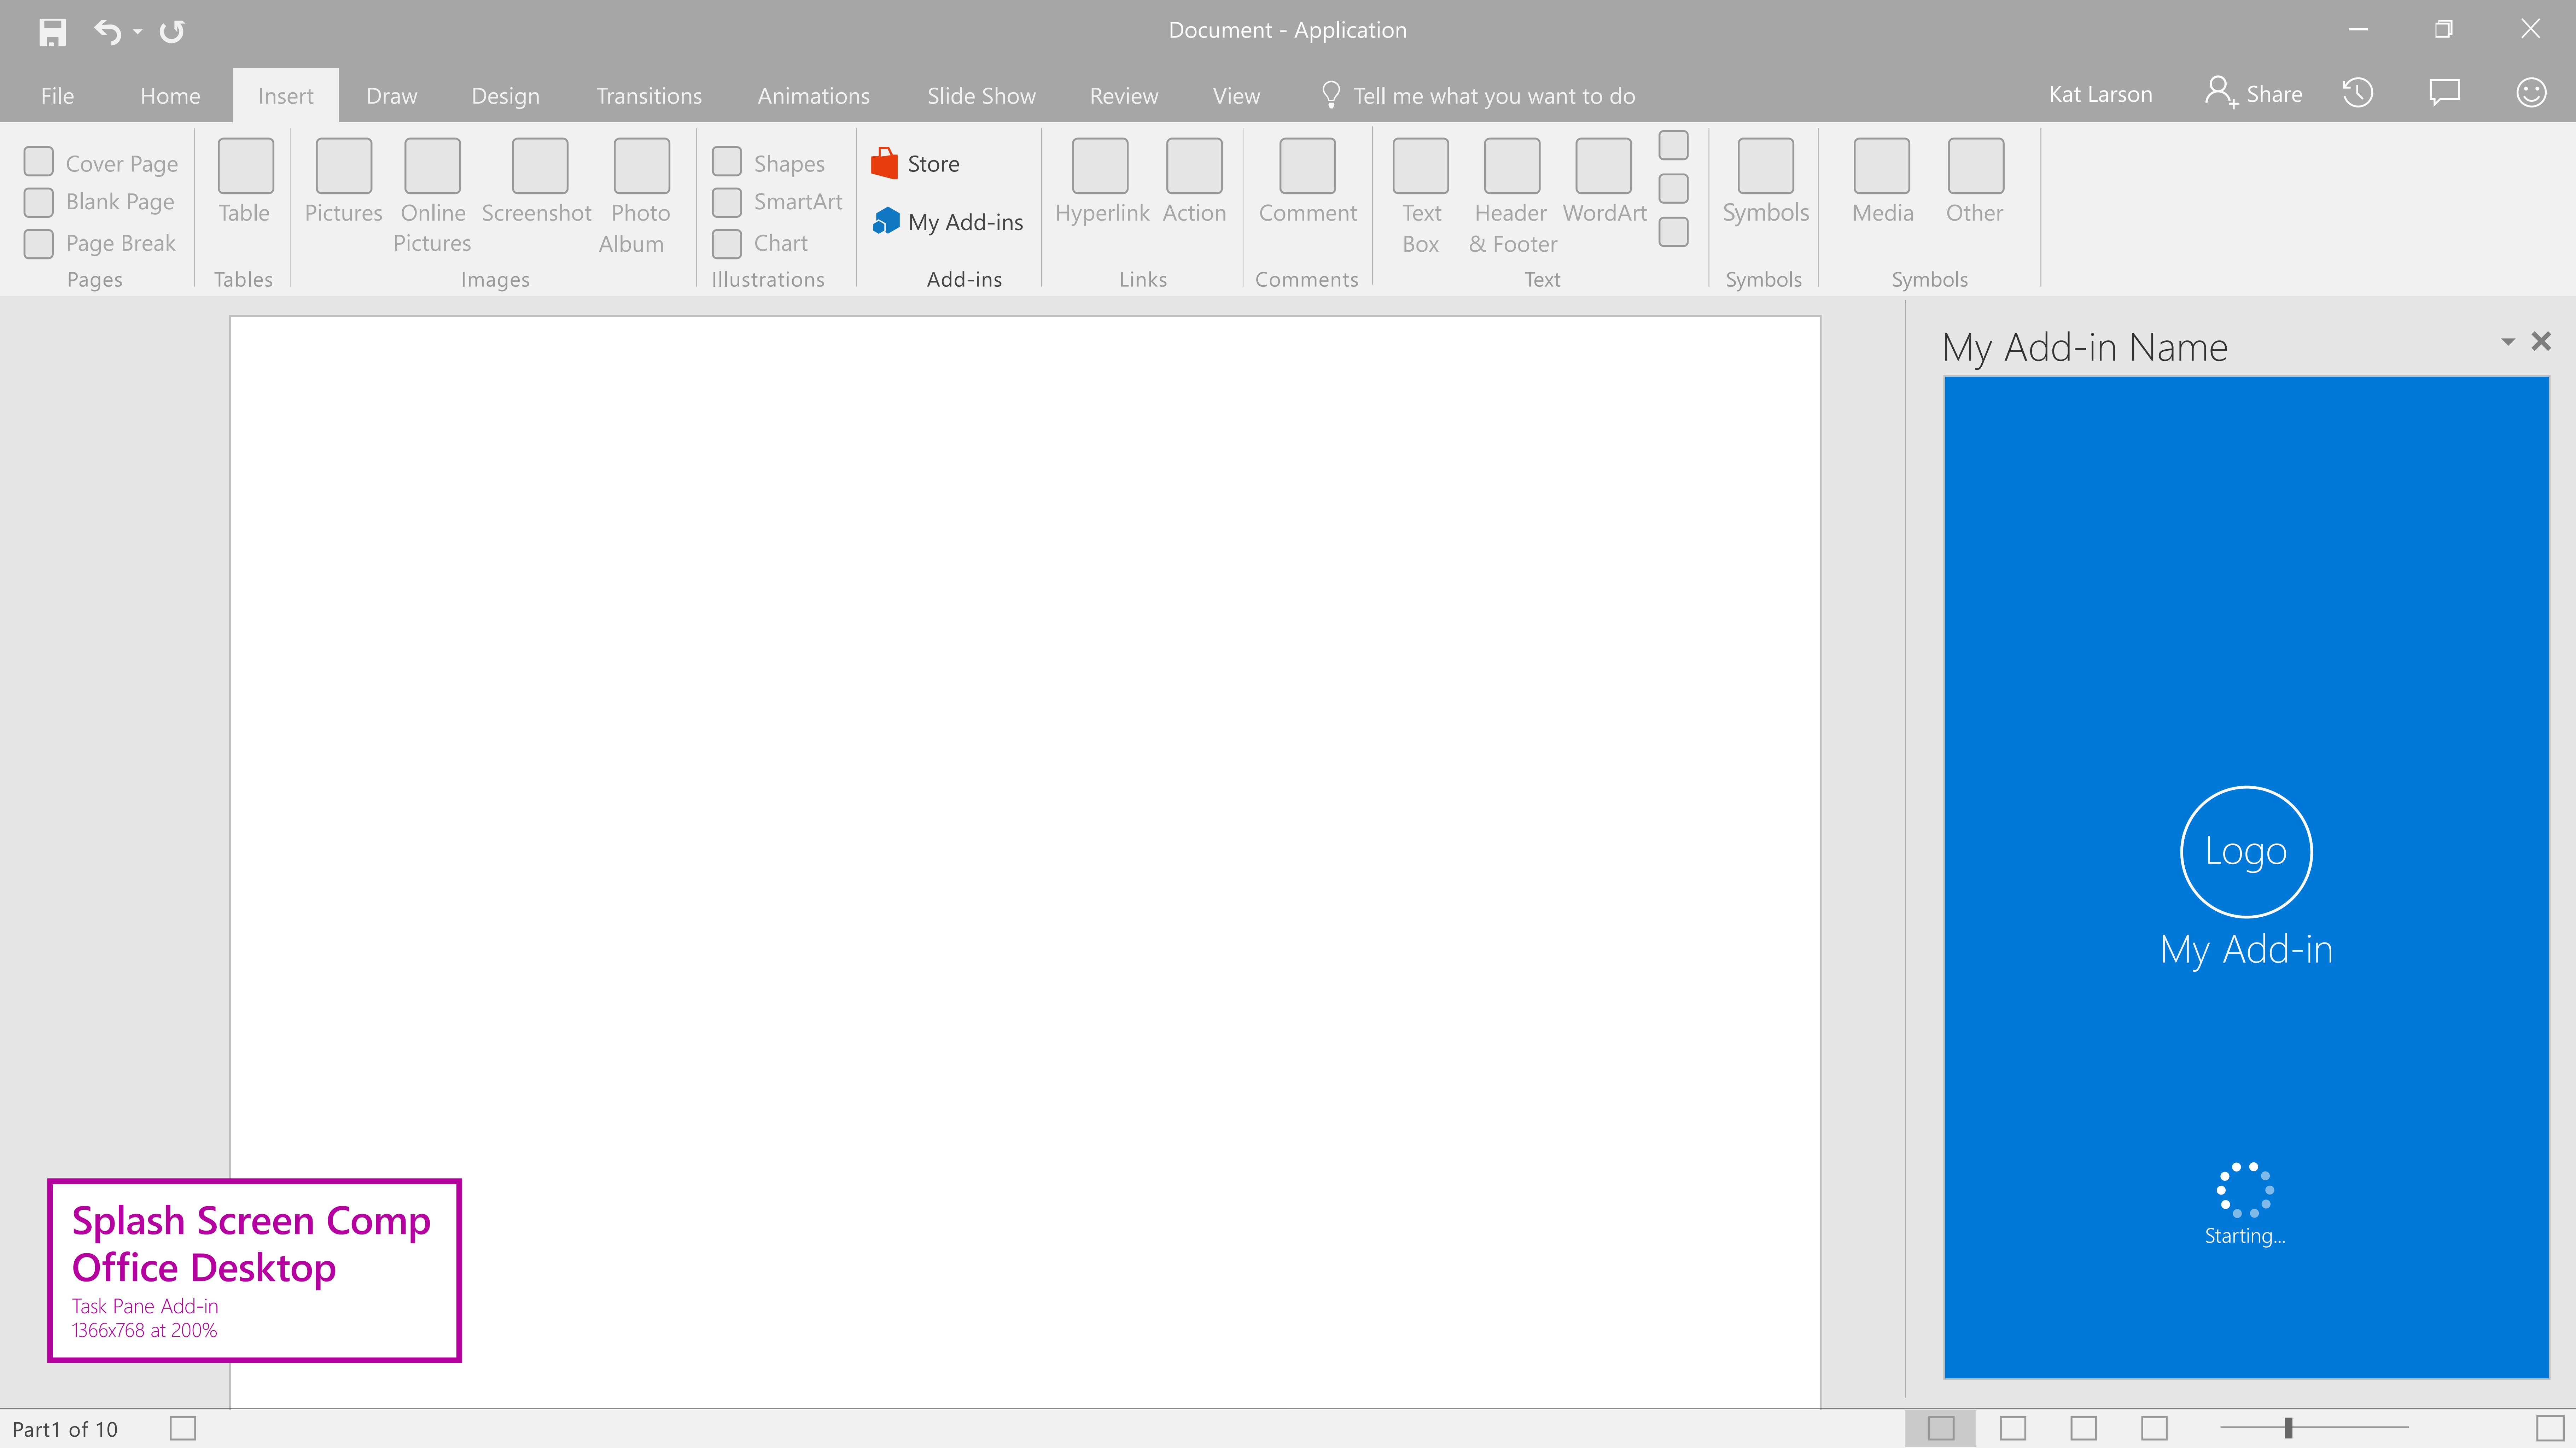 Document - Application
File Home Insert Draw Design Transitions Animations Slide Show Review View Tell me what you want to do Kat Larson Share
Cover Page
Blank Page
Page Break
Pages
Table
Tables
Pictures
Online
Pictures
Screenshot
Photo
Album
Images
Shapes
SmartArt
Chart
Illustrations
Store
My Add-ins
Add-ins
Hyperlink
Action
Links
Comment
Comments
Text
Box
Header
& Footer
WordArt
Text
Symbols
Symbols
Media
Other
Symbols
My Add-in Name
Logo
My Add-in
Starting...
Splash Screen Comp
Office Desktop
Task Pane Add-in
1366x768 at 200%
Part1 of 10